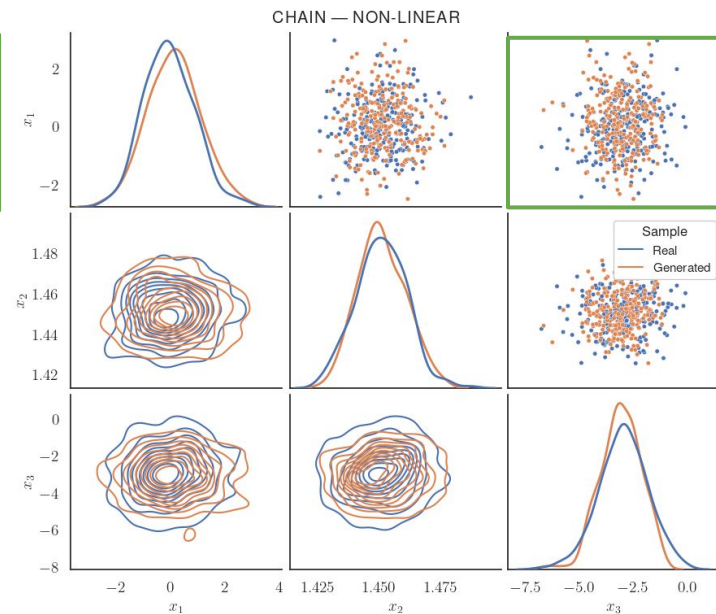 CHAIN — NON-LINEAR
x₁
2
0
−2
x₂
1.48
1.46
1.44
1.42
Sample
Real
Generated
x₃
0
−2
−4
−6
−8
−2 0 2 4
1.425 1.450 1.475
−7.5 −5.0 −2.5 0.0
x₁ x₂ x₃